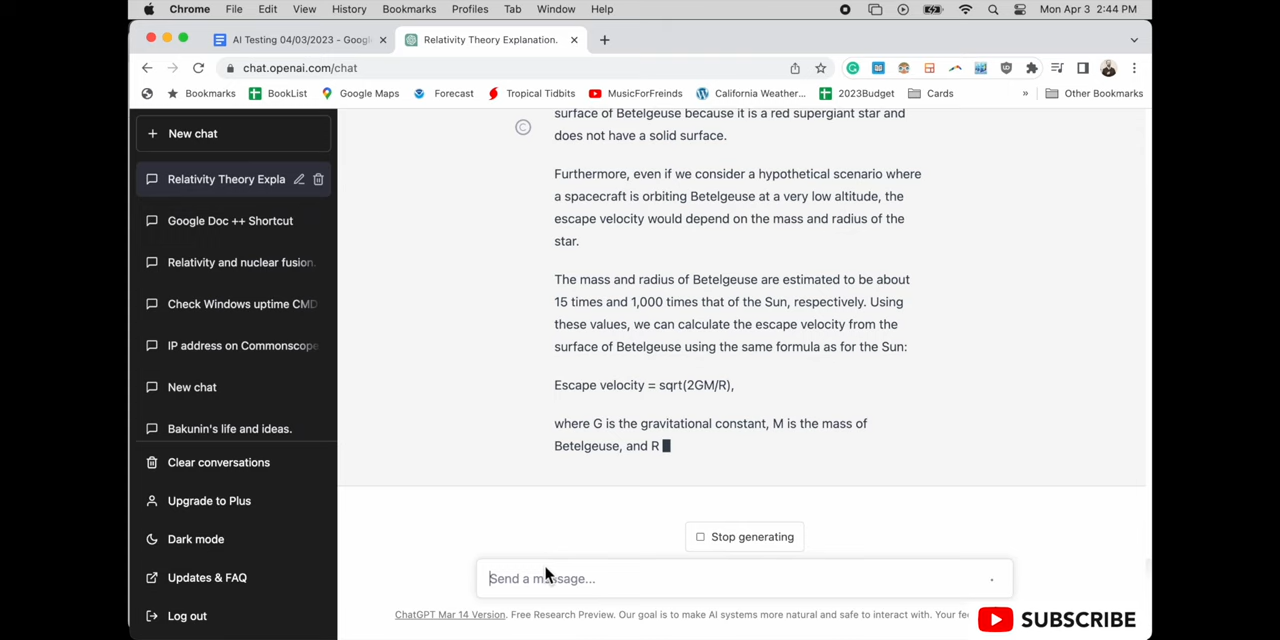 Chrome File Edit View History Bookmarks Profiles Tab Window Help Mon Apr 3 2:44 PM
AI Testing 04/03/2023 - Googl
Relativity Theory Explanation.
chat.openai.com/chat
Bookmarks BookList Google Maps Forecast Tropical Tidbits MusicForFreinds California Weather... 2023Budget Cards » Other Bookmarks
New chat
Relativity Theory Expla
Google Doc ++ Shortcut
Relativity and nuclear fusion.
Check Windows uptime CMD
IP address on Commonscope
New chat
Bakunin's life and ideas.
Clear conversations
Upgrade to Plus
Dark mode
Updates & FAQ
Log out
surface of Betelgeuse because it is a red supergiant star and
does not have a solid surface.
Furthermore, even if we consider a hypothetical scenario where
a spacecraft is orbiting Betelgeuse at a very low altitude, the
escape velocity would depend on the mass and radius of the
star.
The mass and radius of Betelgeuse are estimated to be about
15 times and 1,000 times that of the Sun, respectively. Using
these values, we can calculate the escape velocity from the
surface of Betelgeuse using the same formula as for the Sun:
Escape velocity = sqrt(2GM/R),
where G is the gravitational constant, M is the mass of
Betelgeuse, and R
Stop generating
Send a message...
ChatGPT Mar 14 Version. Free Research Preview. Our goal is to make AI systems more natural and safe to interact with. Your fe
SUBSCRIBE